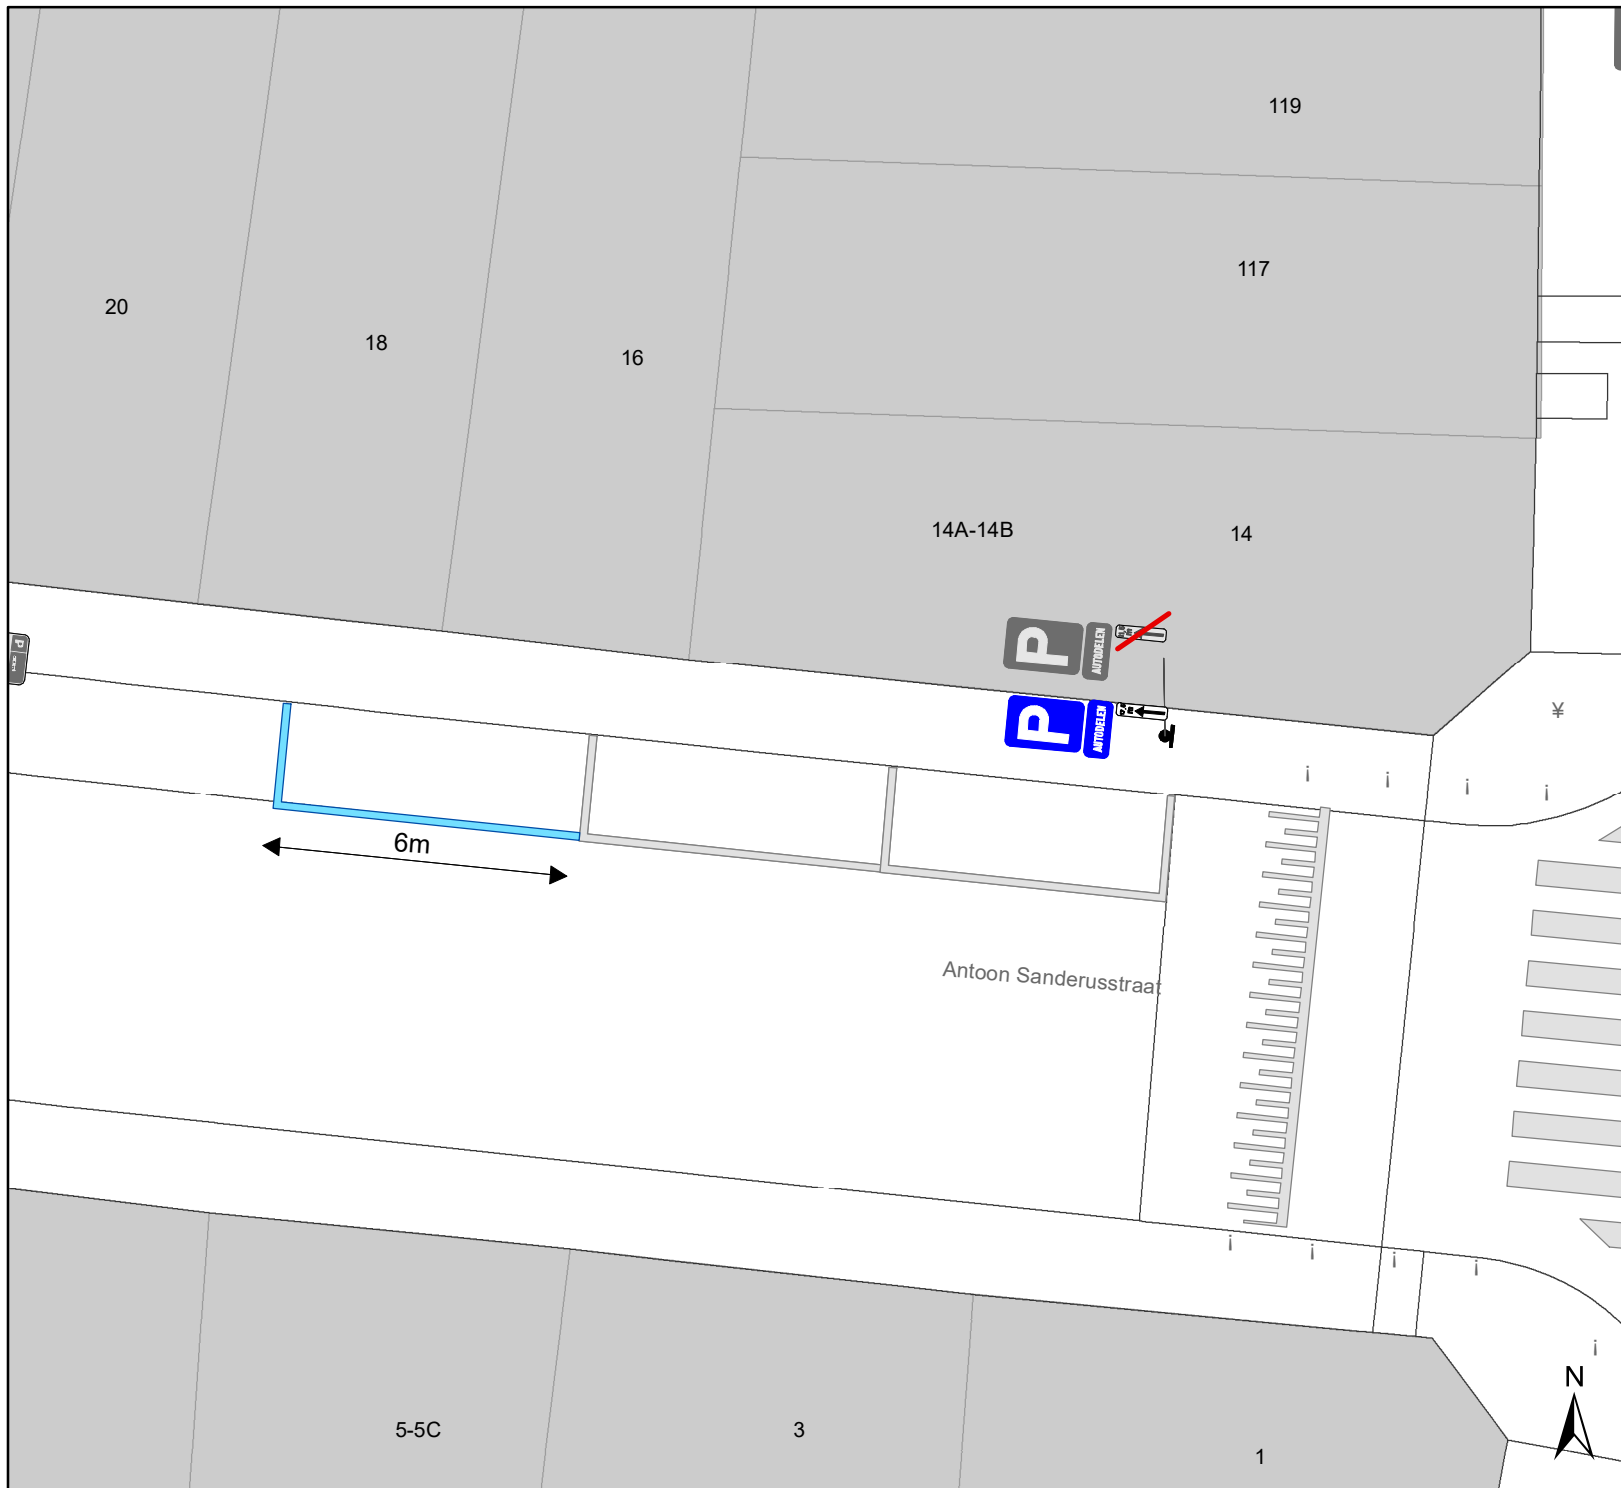 119
117
20
18
16
14A-14B
14
P
AUTODELEN
P
P
AUTODELEN
¥
6m
Antoon Sanderusstraat
N
5-5C
3
1